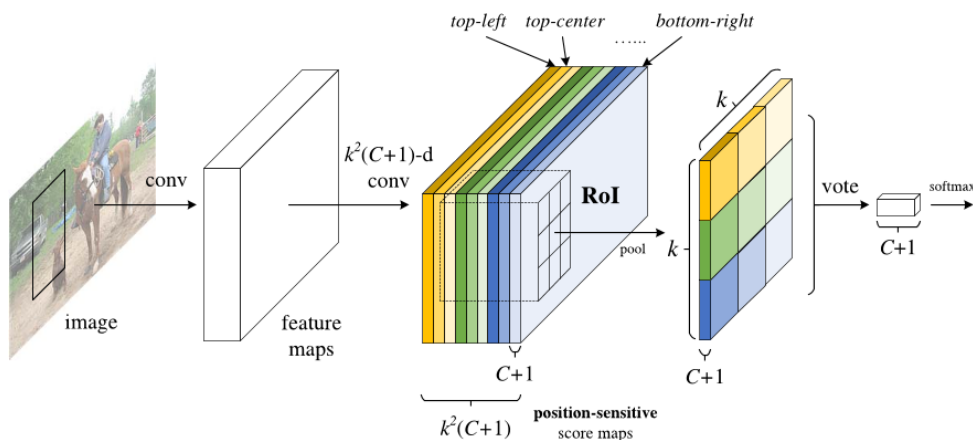 top-left top-center bottom-right
......
k
k²(C+1)-d
conv
conv
RoI
vote
softmax
pool
k
C+1
image
feature
maps
C+1
C+1
k²(C+1)
position-sensitive
score maps